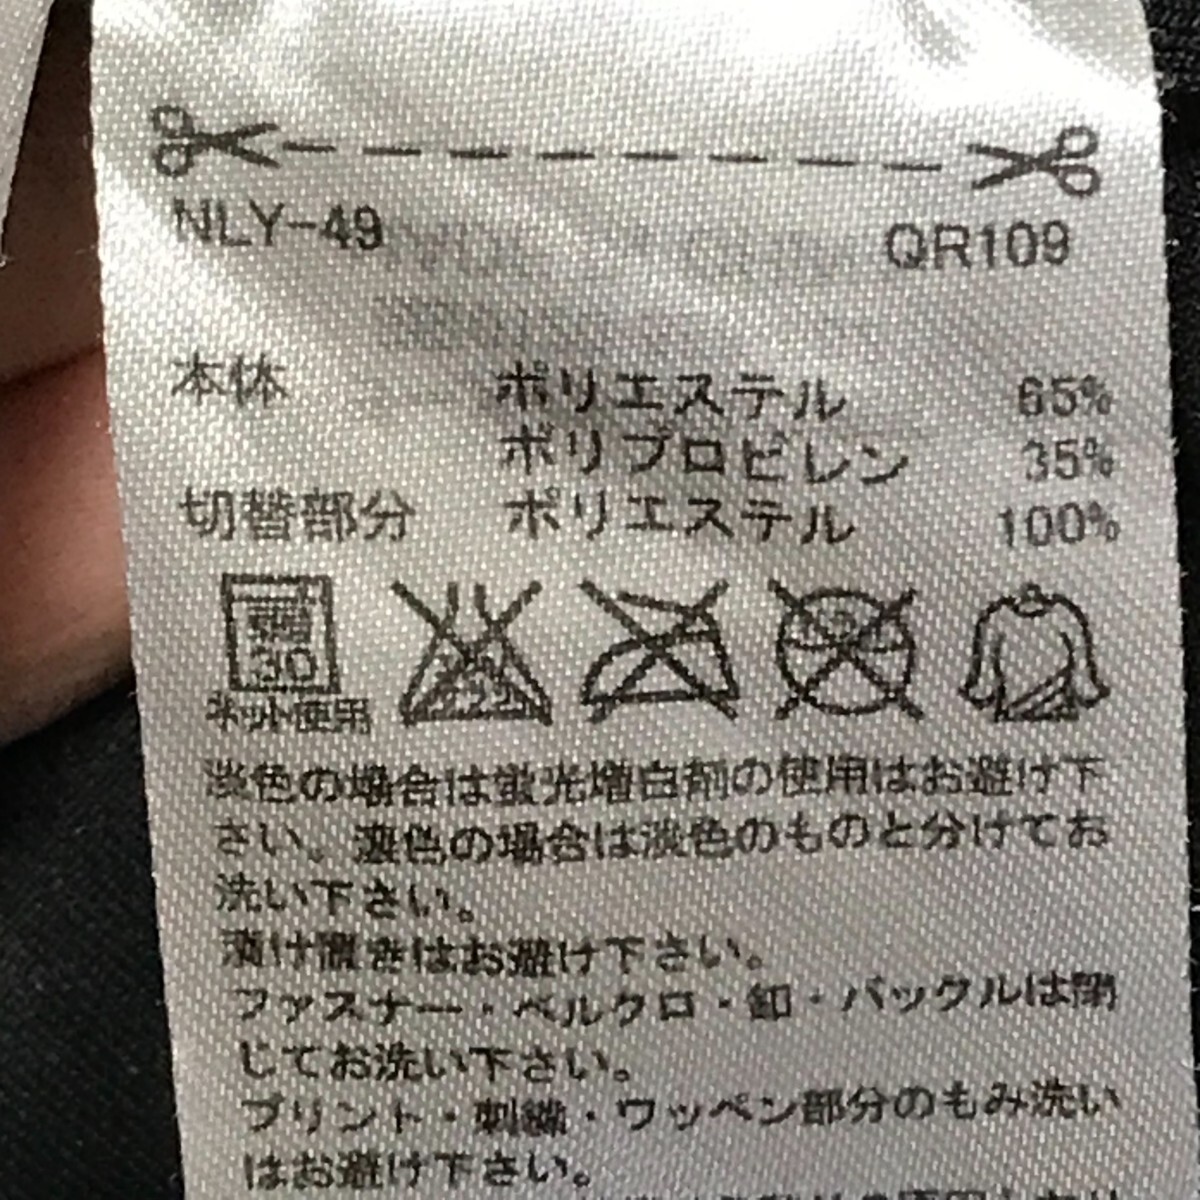 NLY-49 QR109
本体 ポリエステル 65%
ポリプロピレン 35%
切替部分 ポリエステル 100%
30
ネット使用
淡色の場合は蛍光増白剤の使用はお避け下
さい。濃色の場合は淡色のものと分けてお
洗い下さい。
漬け置きはお避け下さい。
ファスナー・ベルクロ・釦・バックルは閉
じてお洗い下さい。
プリント・刺繍・ワッペン部分のもみ洗い
はお避け下さい。